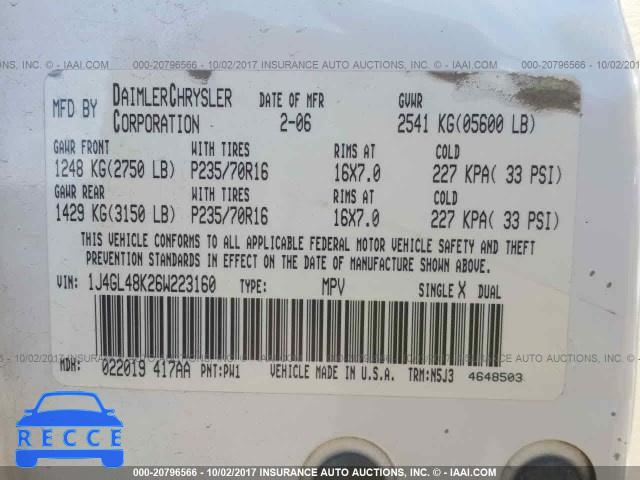 000-20796566 - 10/02/2017 INSURANCE AUTO AUCTIONS, INC. - © IAAI.COM
MFD BY DAIMLERCHRYSLER CORPORATION DATE OF MFR 2-06 GVWR 2541 KG(05600 LB)
GAWR FRONT WITH TIRES RIMS AT COLD
1248 KG(2750 LB) P235/70R16 16X7.0 227 KPA( 33 PSI)
GAWR REAR WITH TIRES RIMS AT COLD
1429 KG(3150 LB) P235/70R16 16X7.0 227 KPA( 33 PSI)
THIS VEHICLE CONFORMS TO ALL APPLICABLE FEDERAL MOTOR VEHICLE SAFETY AND THEFT
PREVENTION STANDARDS IN EFFECT ON THE DATE OF MANUFACTURE SHOWN ABOVE.
VIN: 1J4GL48K26W223160 TYPE: MPV SINGLE X DUAL
MDH: 022019 417AA PNT:PW1 VEHICLE MADE IN U.S.A. TRM:N5J3 4648503
RECCE
000-20796566 - 10/02/2017 INSURANCE AUTO AUCTIONS, INC. - © IAAI.COM